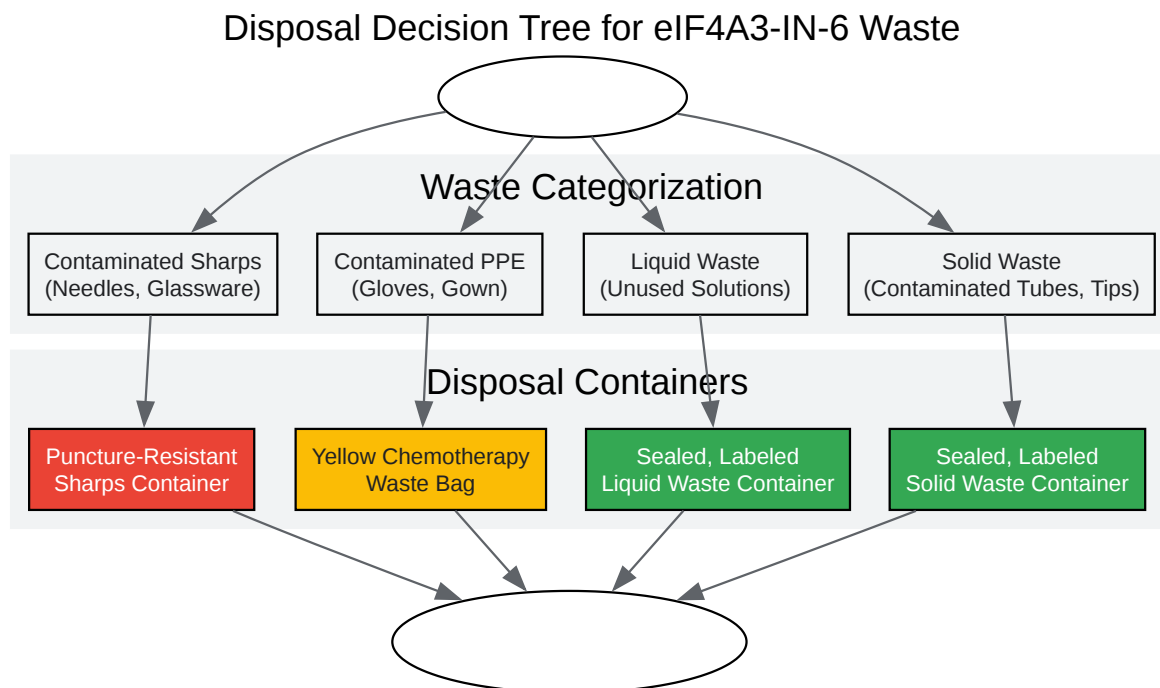 Disposal Decision Tree for eIF4A3-IN-6 Waste
Waste Categorization
Contaminated Sharps
(Needles, Glassware)
Contaminated PPE
(Gloves, Gown)
Liquid Waste
(Unused Solutions)
Solid Waste
(Contaminated Tubes, Tips)
Disposal Containers
Puncture-Resistant
Sharps Container
Yellow Chemotherapy
Waste Bag
Sealed, Labeled
Liquid Waste Container
Sealed, Labeled
Solid Waste Container